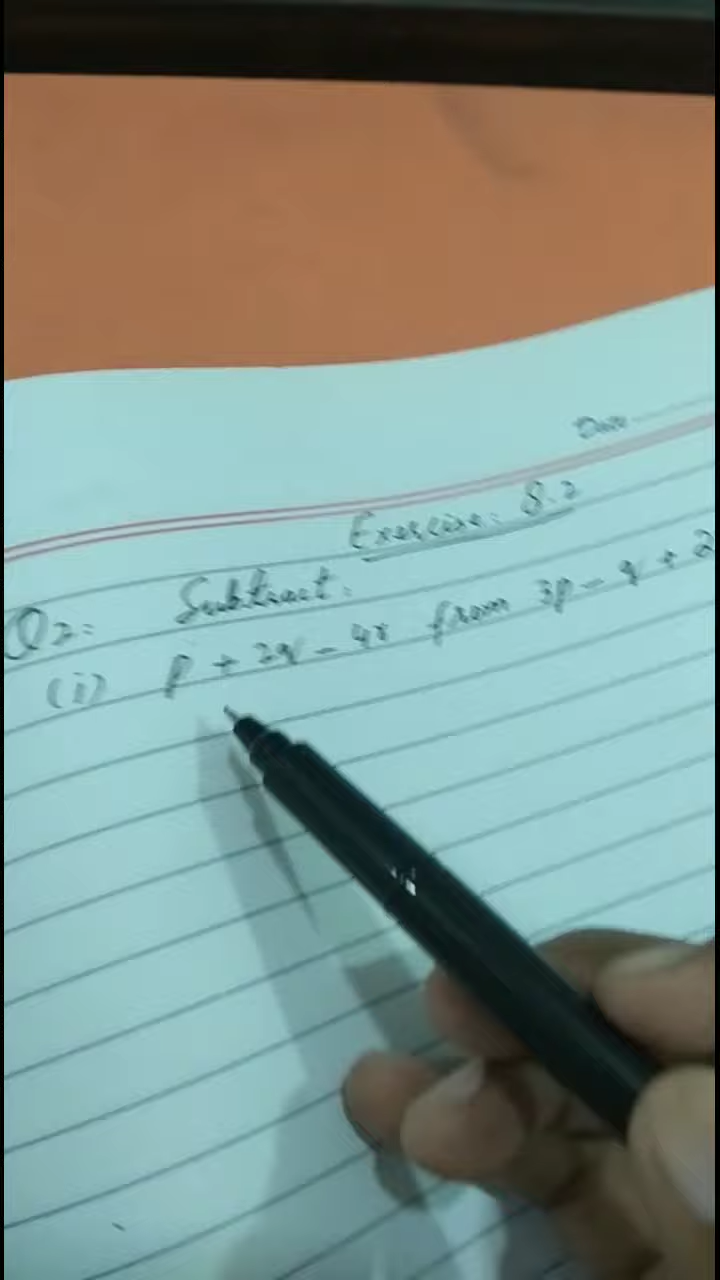 Date
Exercise: 8.2
Q2: Subtract:
(i) p + 2q - 4r from 3p - q + 2